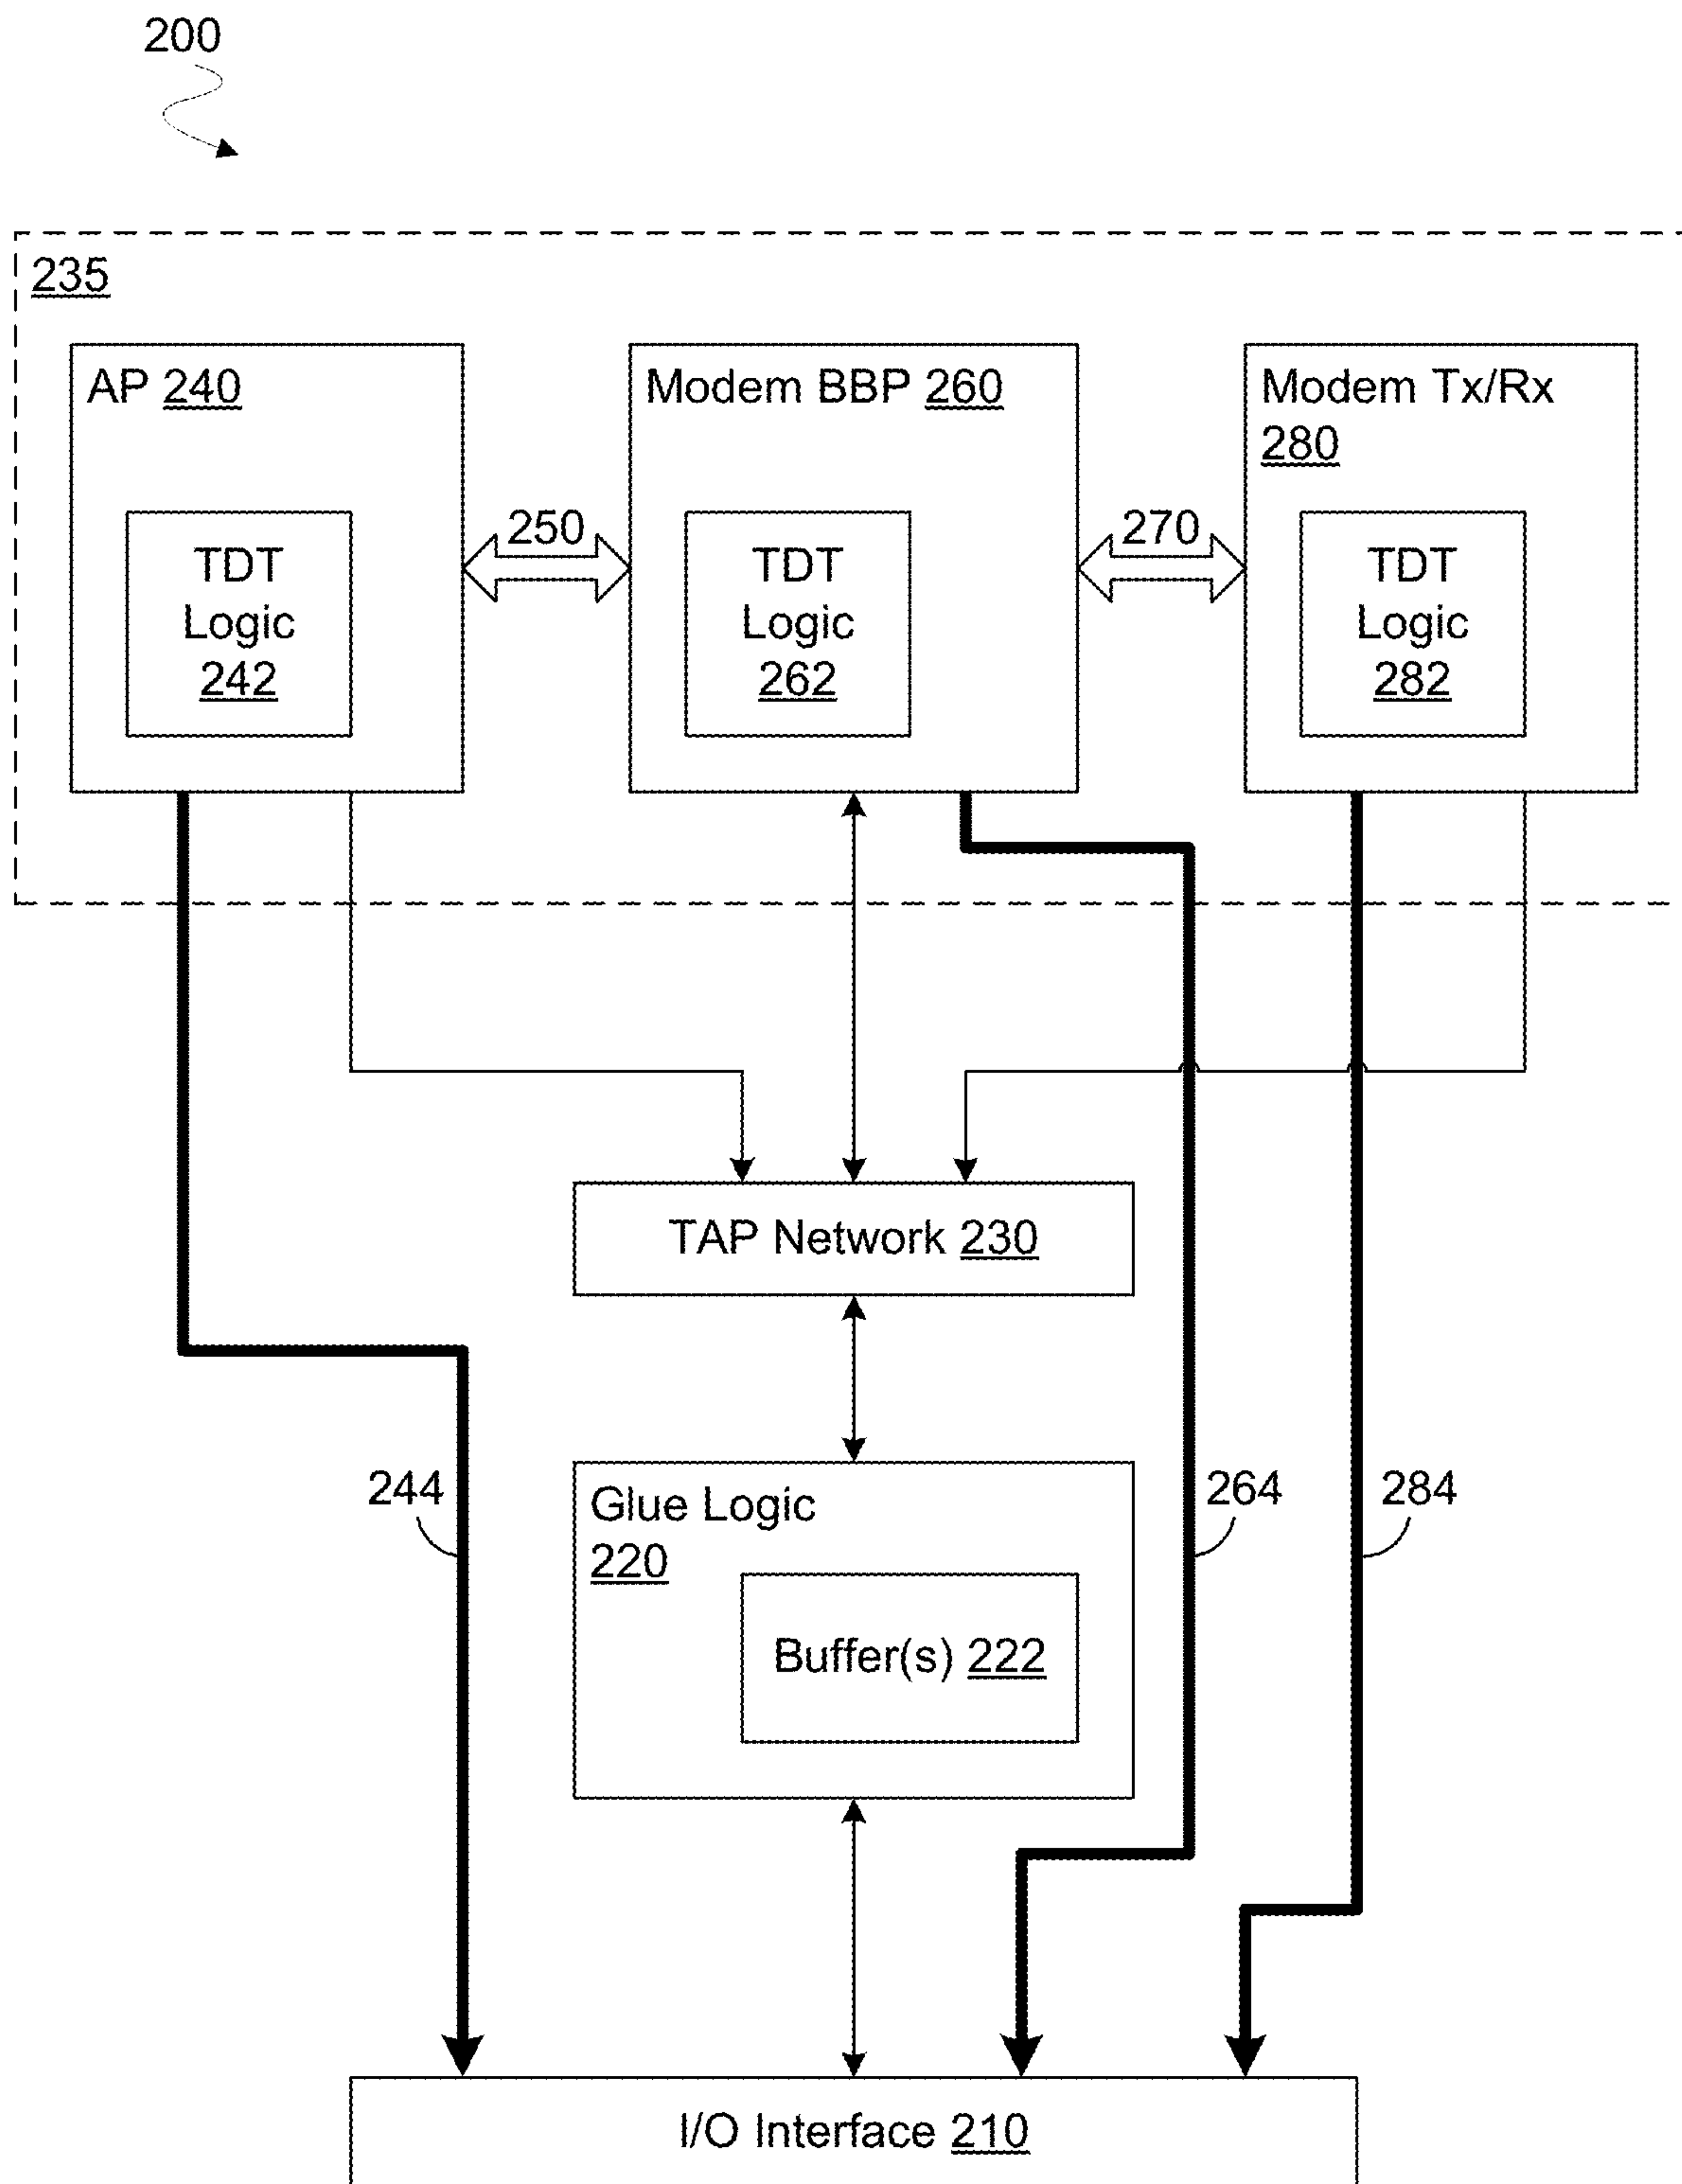 200
235
AP 240
Modem BBP 260
Modem Tx/Rx
280
250
270
TDT
Logic
242
TDT
Logic
262
TDT
Logic
282
TAP Network 230
244
Glue Logic
220
264
284
Buffer(s) 222
I/O Interface 210